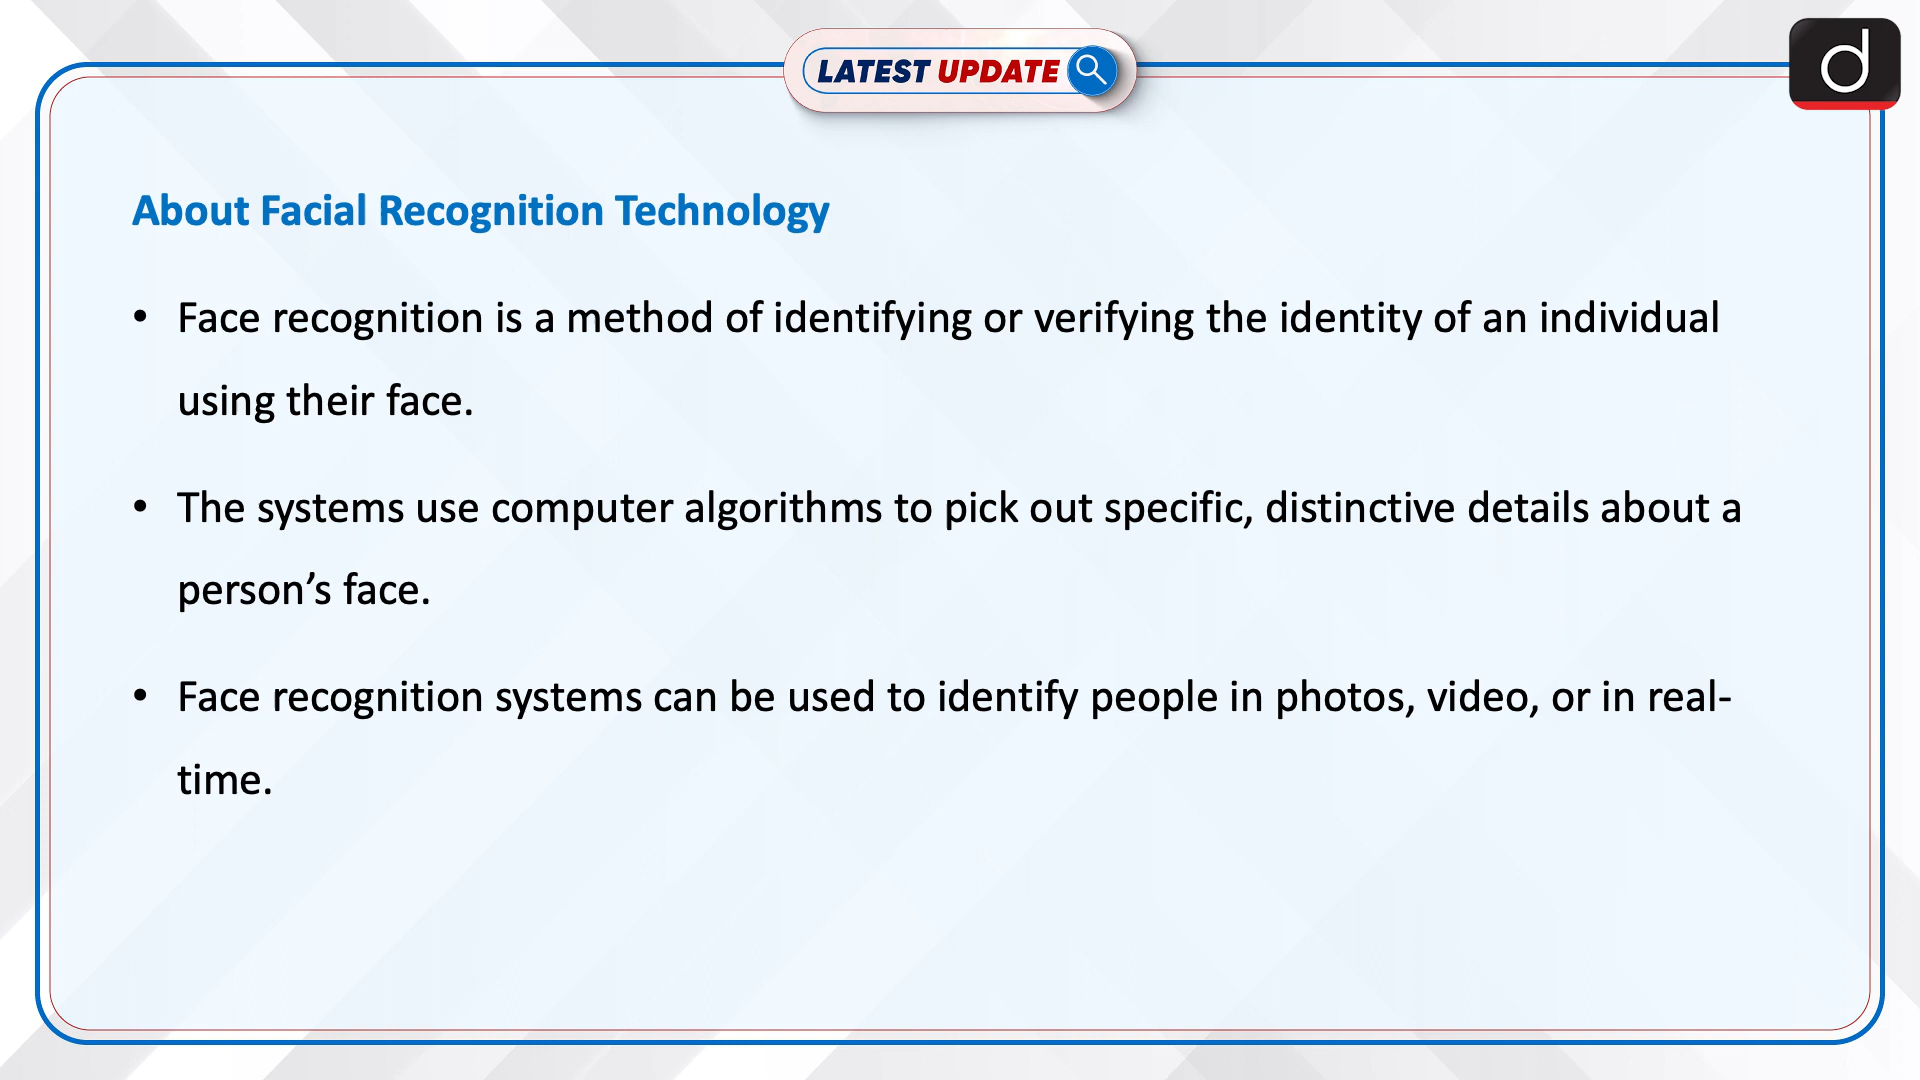 LATEST UPDATE
d
About Facial Recognition Technology
• Face recognition is a method of identifying or verifying the identity of an individual
using their face.
• The systems use computer algorithms to pick out specific, distinctive details about a
person’s face.
• Face recognition systems can be used to identify people in photos, video, or in real-
time.